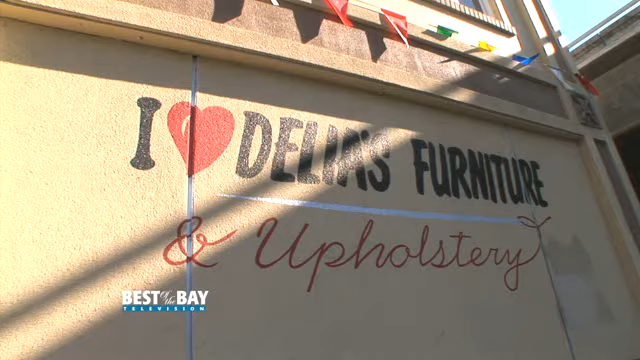 I ❤ DELIA'S FURNITURE
& Upholstery
BEST Of The BAY
TELEVISION